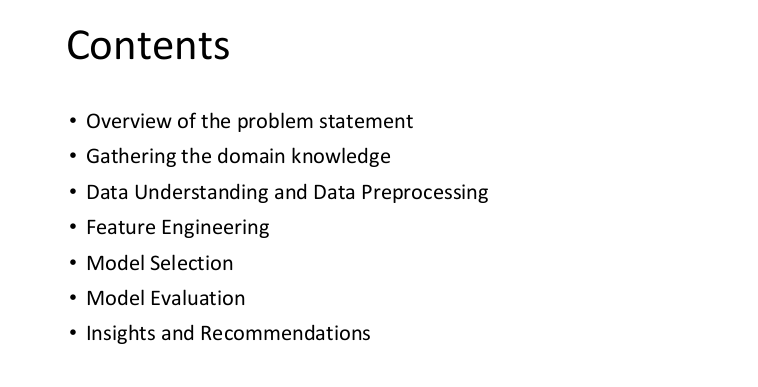 Contents
• Overview of the problem statement
• Gathering the domain knowledge
• Data Understanding and Data Preprocessing
• Feature Engineering
• Model Selection
• Model Evaluation
• Insights and Recommendations